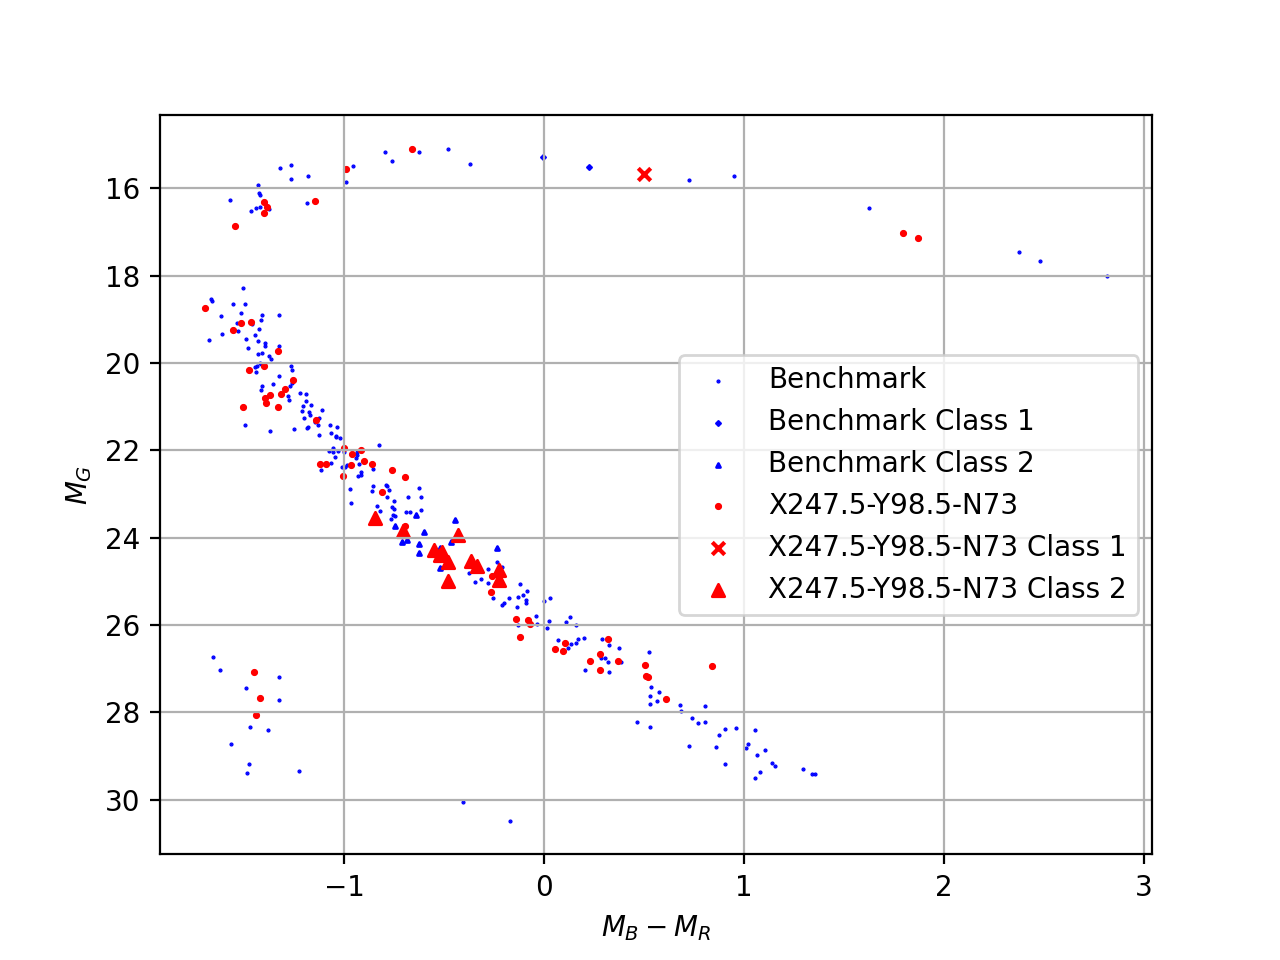 16
18
20
22
24
26
28
30
M_G
Benchmark
Benchmark Class 1
Benchmark Class 2
X247.5-Y98.5-N73
X247.5-Y98.5-N73 Class 1
X247.5-Y98.5-N73 Class 2
−1 0 1 2 3
M_B − M_R